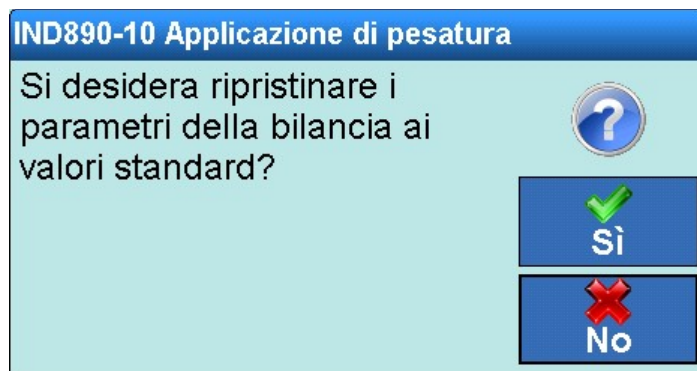 IND890-10 Applicazione di pesatura
Si desidera ripristinare i
parametri della bilancia ai
valori standard?
Sì
No